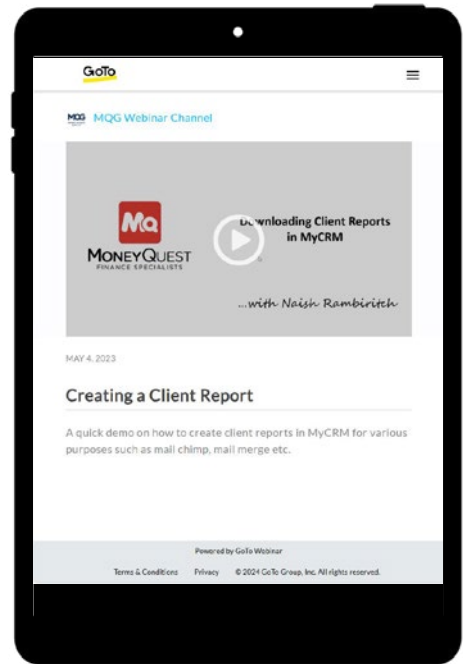 GoTo
MQG MQG Webinar Channel
Mq
Downloading Client Reports
in MyCRM
MONEYQUEST
FINANCE SPECIALISTS
...with Naish Rambiritch
MAY 4, 2023
Creating a Client Report
A quick demo on how to create client reports in MyCRM for various
purposes such as mail chimp, mail merge etc.
Powered by GoTo Webinar
Terms & Conditions Privacy © 2024 GoTo Group, Inc. All rights reserved.